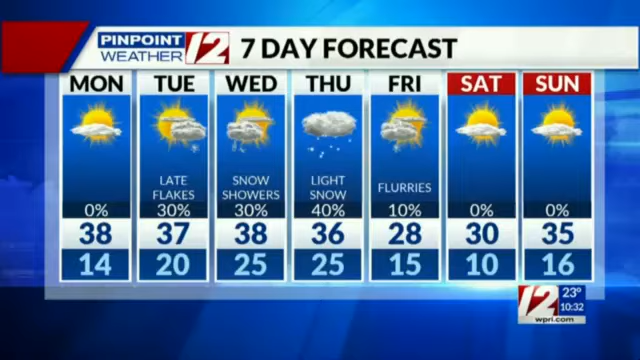 PINPOINT
WEATHER 12
7 DAY FORECAST
MON TUE WED THU FRI SAT SUN
LATE SNOW LIGHT FLURRIES
FLAKES SHOWERS SNOW
0% 30% 30% 40% 10% 0% 0%
38 37 38 36 28 30 35
14 20 25 25 15 10 16
12 23°
10:32
wpri.com